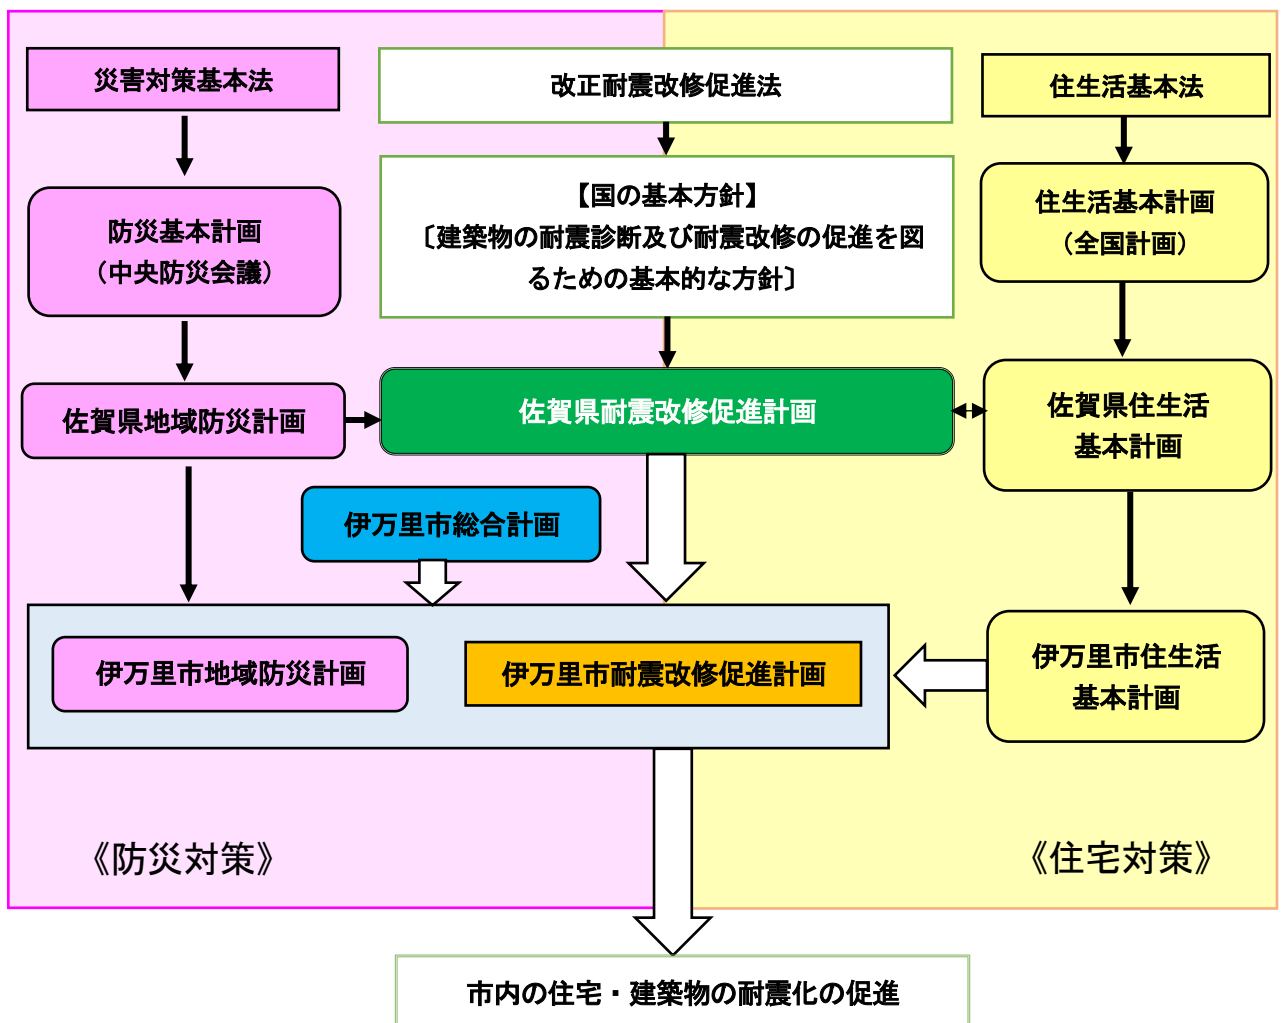 災害対策基本法
改正耐震改修促進法
住生活基本法
防災基本計画
（中央防災会議）
【国の基本方針】
〔建築物の耐震診断及び耐震改修の促進を図
るための基本的な方針〕
住生活基本計画
（全国計画）
佐賀県地域防災計画
佐賀県耐震改修促進計画
佐賀県住生活
基本計画
伊万里市総合計画
伊万里市地域防災計画
伊万里市耐震改修促進計画
伊万里市住生活
基本計画
《防災対策》
《住宅対策》
市内の住宅・建築物の耐震化の促進